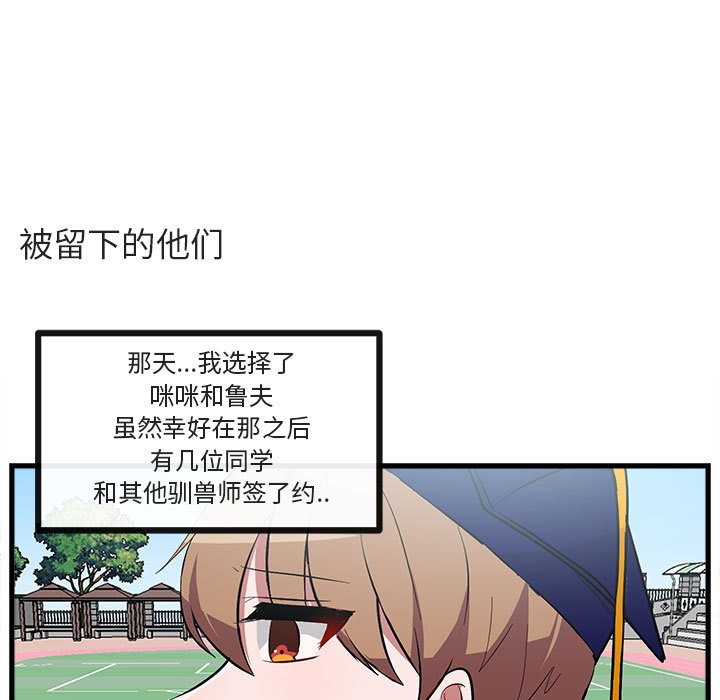 被留下的他们
那天...我选择了
咪咪和鲁夫
虽然幸好在那之后
有几位同学
和其他驯兽师签了约..